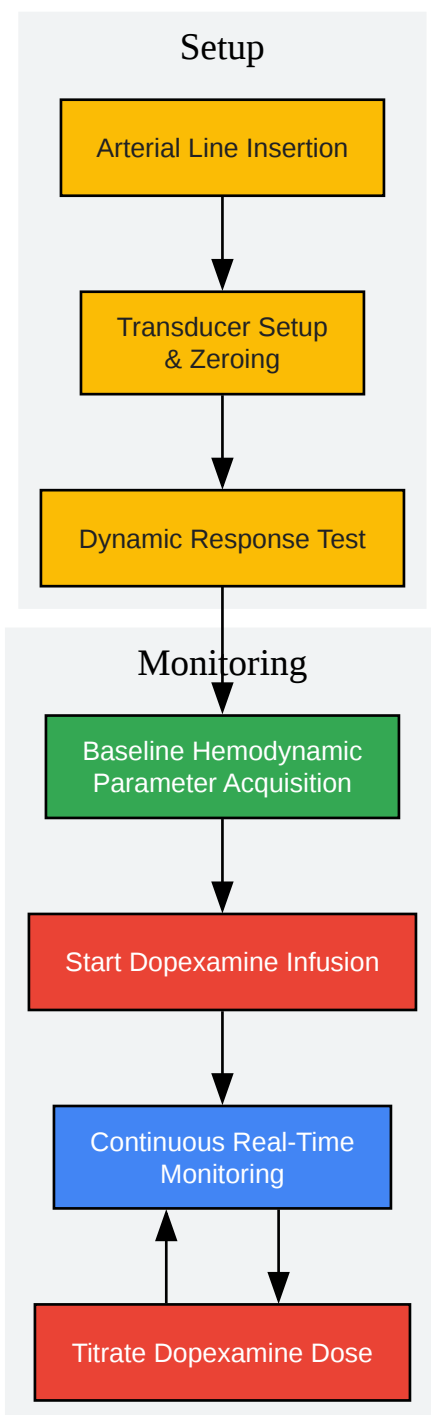 Setup
Arterial Line Insertion
Transducer Setup
& Zeroing
Dynamic Response Test
Monitoring
Baseline Hemodynamic
Parameter Acquisition
Start Dopexamine Infusion
Continuous Real-Time
Monitoring
Titrate Dopexamine Dose